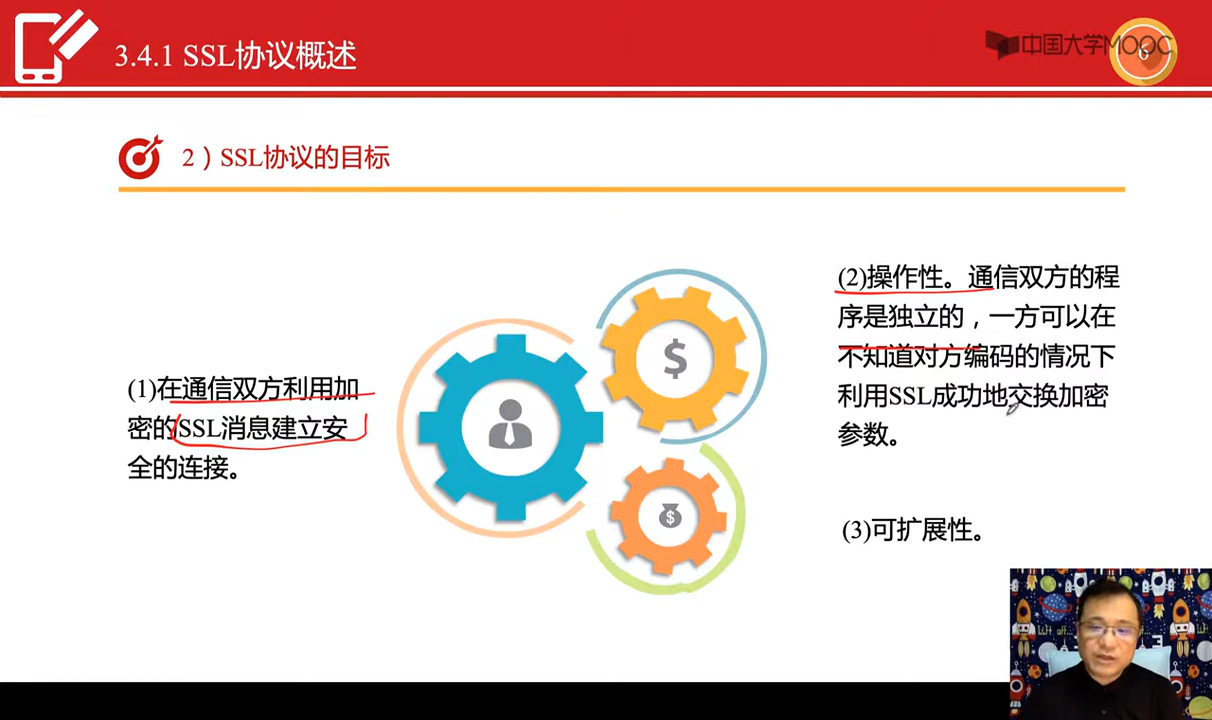 3.4.1 SSL协议概述
中国大学MOOC
6
2）SSL协议的目标
(1)在通信双方利用加
密的SSL消息建立安
全的连接。
$
$
(2)操作性。通信双方的程
序是独立的，一方可以在
不知道对方编码的情况下
利用SSL成功地交换加密
参数。
(3)可扩展性。